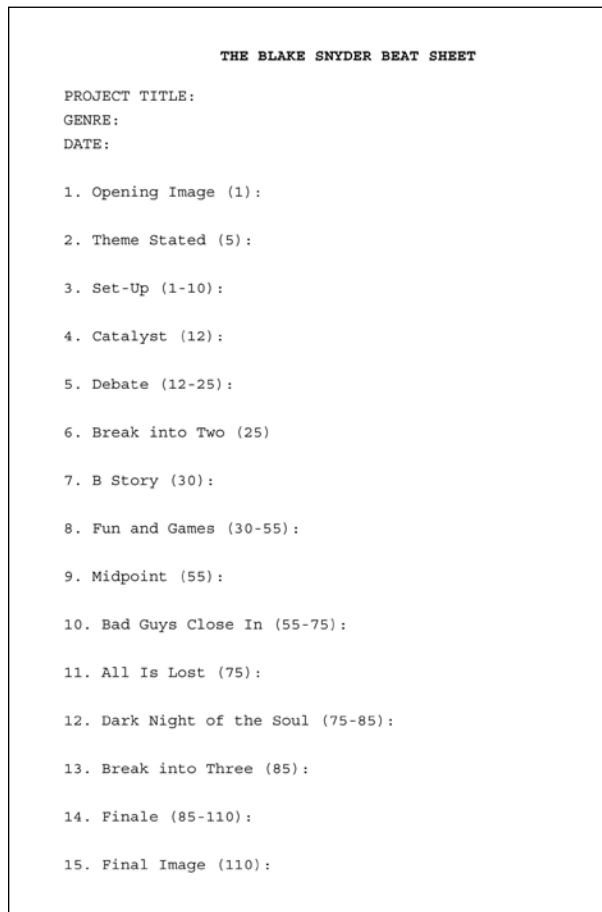 THE BLAKE SNYDER BEAT SHEET
PROJECT TITLE:
GENRE:
DATE:
1. Opening Image (1):
2. Theme Stated (5):
3. Set-Up (1-10):
4. Catalyst (12):
5. Debate (12-25):
6. Break into Two (25)
7. B Story (30):
8. Fun and Games (30-55):
9. Midpoint (55):
10. Bad Guys Close In (55-75):
11. All Is Lost (75):
12. Dark Night of the Soul (75-85):
13. Break into Three (85):
14. Finale (85-110):
15. Final Image (110):